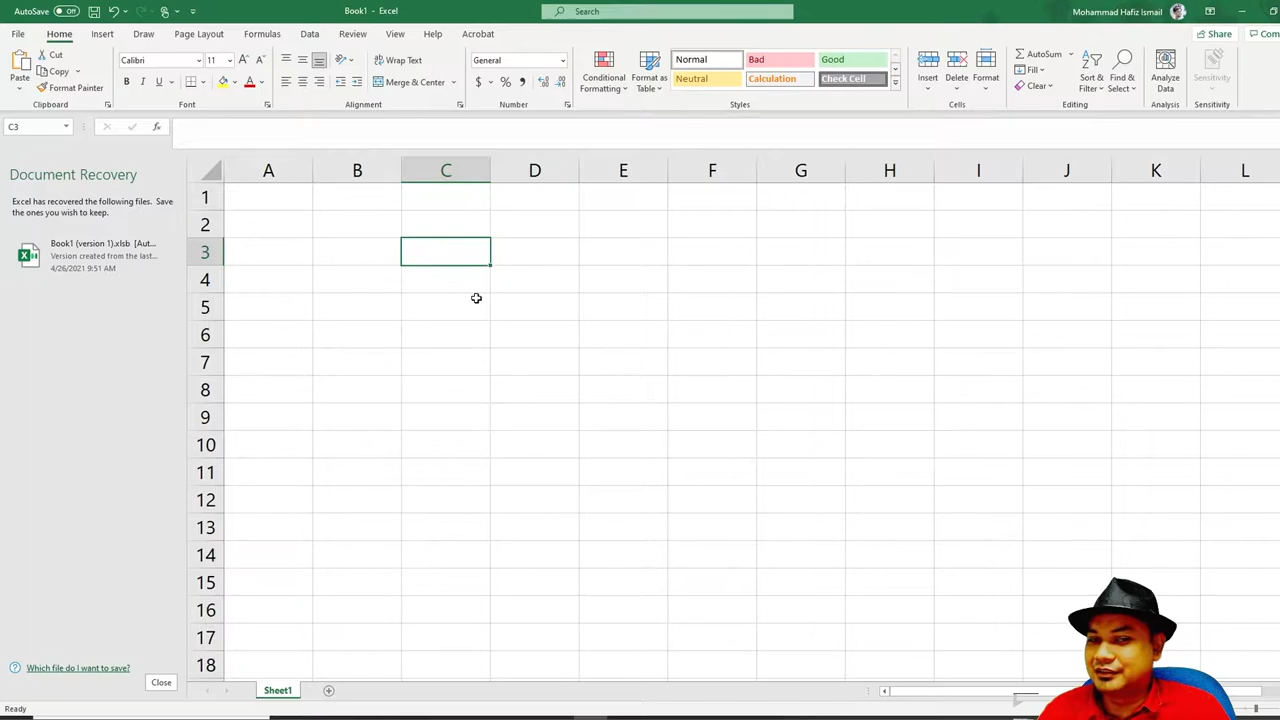 AutoSave Off
Book1 - Excel
Search
Mohammad Hafiz Ismail
File Home Insert Draw Page Layout Formulas Data Review View Help Acrobat
Share
Com
Paste
Cut
Copy
Format Painter
Clipboard
Calibri
11
B I U
Font
Wrap Text
Merge & Center
Alignment
General
$ % ,
Number
Conditional Formatting
Format as Table
Normal Bad Good
Neutral Calculation Check Cell
Styles
Insert Delete Format
Cells
AutoSum
Fill
Clear
Sort & Filter
Find & Select
Editing
Analyze Data
Analysis
Sensitivity
Sensitivity
C3
fx
Document Recovery
Excel has recovered the following files. Save
the ones you wish to keep.
Book1 (version 1).xlsb [Aut...
Version created from the last...
4/26/2021 9:51 AM
Which file do I want to save?
Close
A B C D E F G H I J K L
1
2
3
4
5
6
7
8
9
10
11
12
13
14
15
16
17
18
Sheet1
Ready